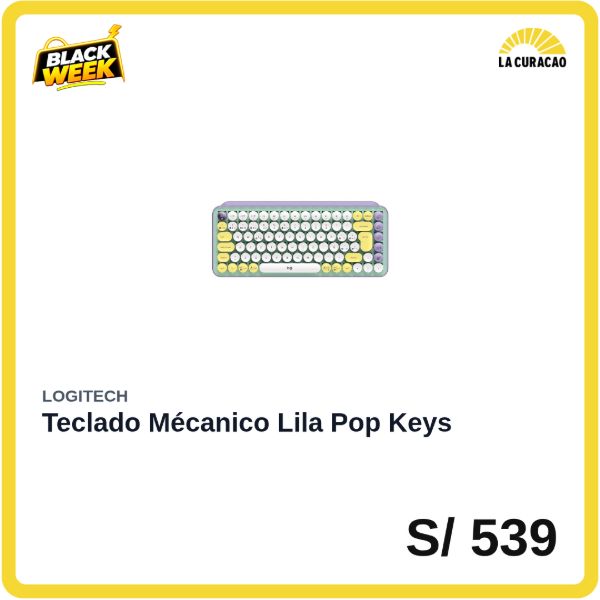 BLACK
WEEK
LA CURACAO
LOGITECH
Teclado Mécanico Lila Pop Keys
S/ 539